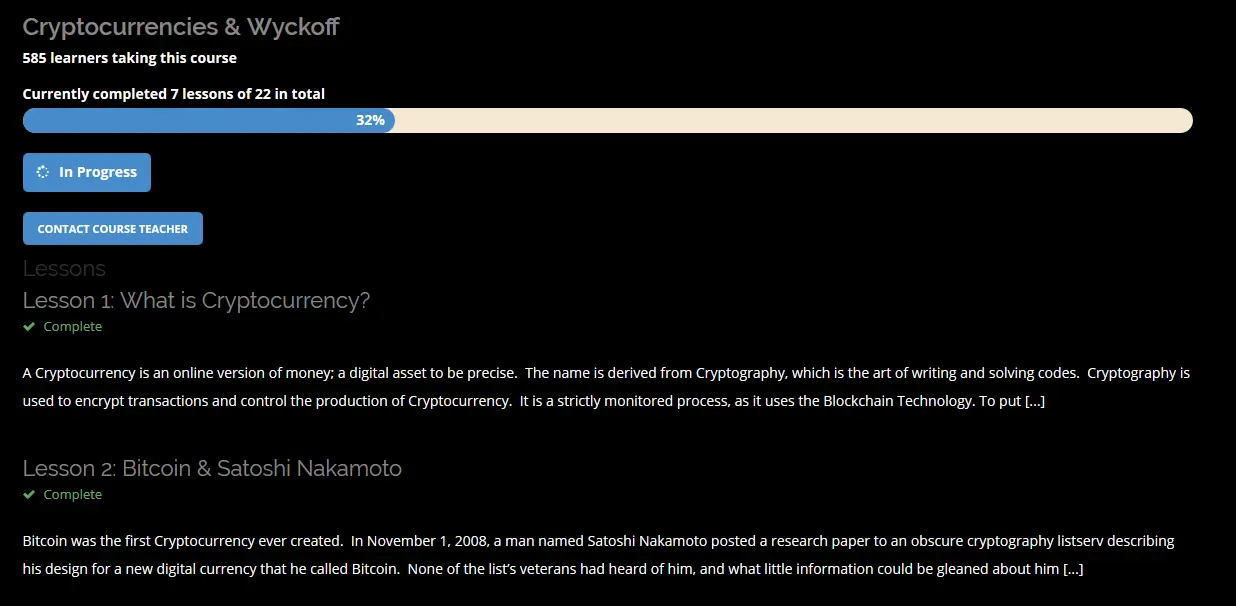 Cryptocurrencies & Wyckoff
585 learners taking this course
Currently completed 7 lessons of 22 in total
32%
In Progress
CONTACT COURSE TEACHER
Lessons
Lesson 1: What is Cryptocurrency?
Complete
A Cryptocurrency is an online version of money; a digital asset to be precise.  The name is derived from Cryptography, which is the art of writing and solving codes.  Cryptography is
used to encrypt transactions and control the production of Cryptocurrency.  It is a strictly monitored process, as it uses the Blockchain Technology. To put [...]
Lesson 2: Bitcoin & Satoshi Nakamoto
Complete
Bitcoin was the first Cryptocurrency ever created.  In November 1, 2008, a man named Satoshi Nakamoto posted a research paper to an obscure cryptography listserv describing
his design for a new digital currency that he called Bitcoin.  None of the list’s veterans had heard of him, and what little information could be gleaned about him [...]